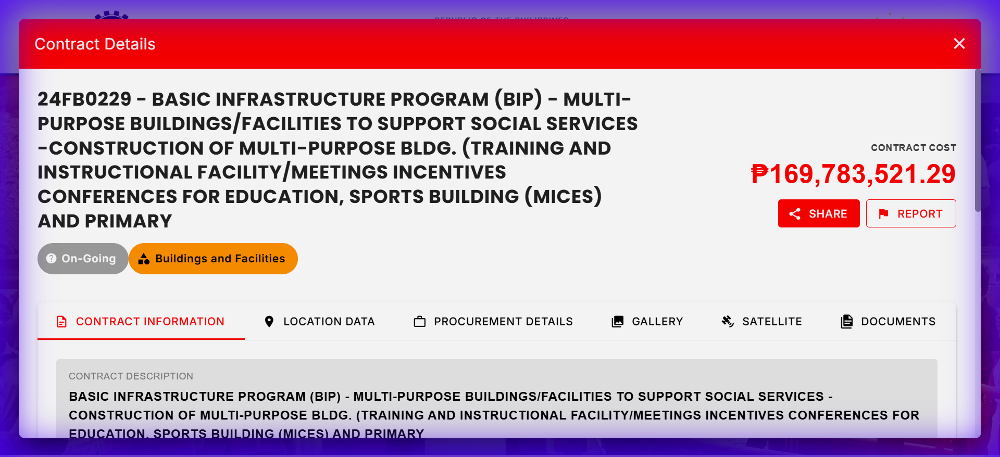 REPUBLIC OF THE PHILIPPINES
Contract Details
24FB0229 - BASIC INFRASTRUCTURE PROGRAM (BIP) - MULTI-
PURPOSE BUILDINGS/FACILITIES TO SUPPORT SOCIAL SERVICES
-CONSTRUCTION OF MULTI-PURPOSE BLDG. (TRAINING AND
INSTRUCTIONAL FACILITY/MEETINGS INCENTIVES
CONFERENCES FOR EDUCATION, SPORTS BUILDING (MICES)
AND PRIMARY
CONTRACT COST
₱169,783,521.29
SHARE
REPORT
On-Going
Buildings and Facilities
CONTRACT INFORMATION
LOCATION DATA
PROCUREMENT DETAILS
GALLERY
SATELLITE
DOCUMENTS
CONTRACT DESCRIPTION
BASIC INFRASTRUCTURE PROGRAM (BIP) - MULTI-PURPOSE BUILDINGS/FACILITIES TO SUPPORT SOCIAL SERVICES -
CONSTRUCTION OF MULTI-PURPOSE BLDG. (TRAINING AND INSTRUCTIONAL FACILITY/MEETINGS INCENTIVES CONFERENCES FOR
EDUCATION, SPORTS BUILDING (MICES) AND PRIMARY